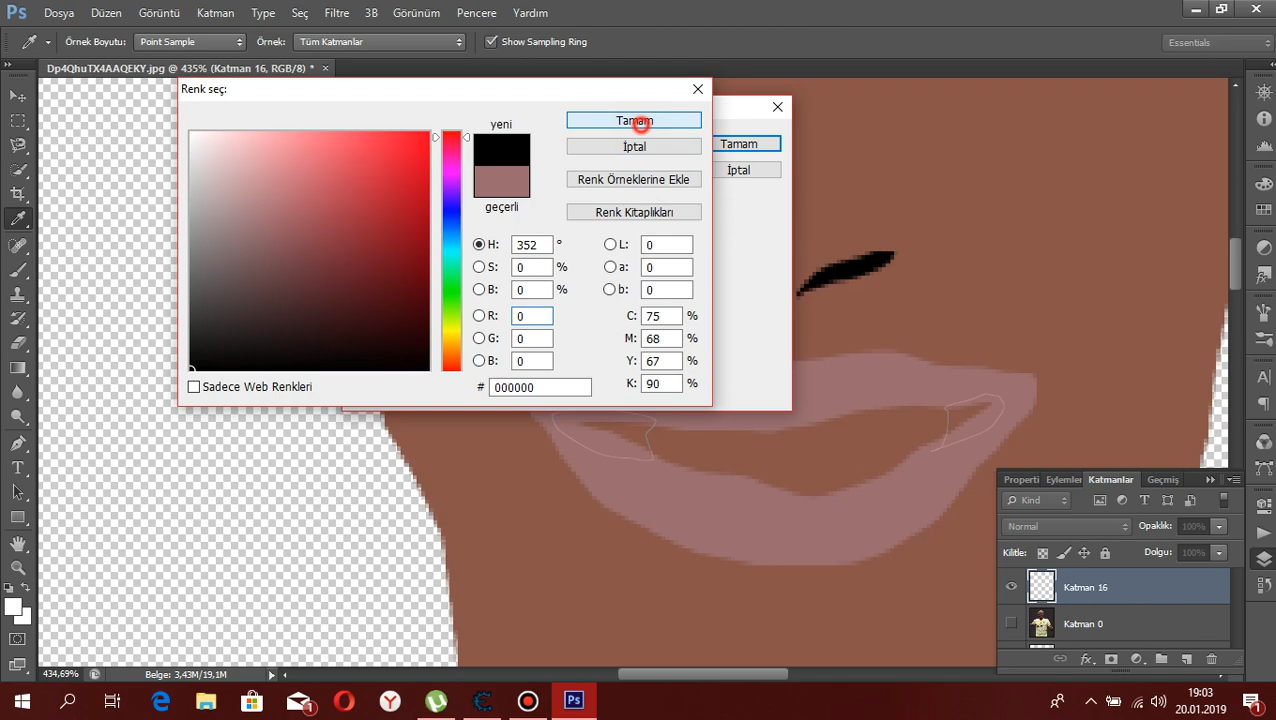 Ps Dosya Düzen Görüntü Katman Type Seç Filtre 3B Görünüm Pencere Yardım
Örnek Boyutu: Point Sample Örnek: Tüm Katmanlar Show Sampling Ring Essentials
Dp4QhuTX4AAQEKY.jpg @ 435% (Katman 16, RGB/8) *
Renk seç:
yeni
Tamam
İptal
Renk Örneklerine Ekle
geçerli
Renk Kitaplıkları
H: 352 ° L: 0
S: 0 % a: 0
B: 0 % b: 0
R: 0 C: 75 %
G: 0 M: 68 %
B: 0 Y: 67 %
Sadece Web Renkleri # 000000 K: 90 %
Tamam
İptal
Properti Eylemler Katmanlar Geçmiş
Kind
Normal Opaklık: 100%
Kilitle: Dolgu: 100%
Katman 16
Katman 0
434,69% Belge: 3,43M/19,1M
1 Ps 19:03
20.01.2019 1